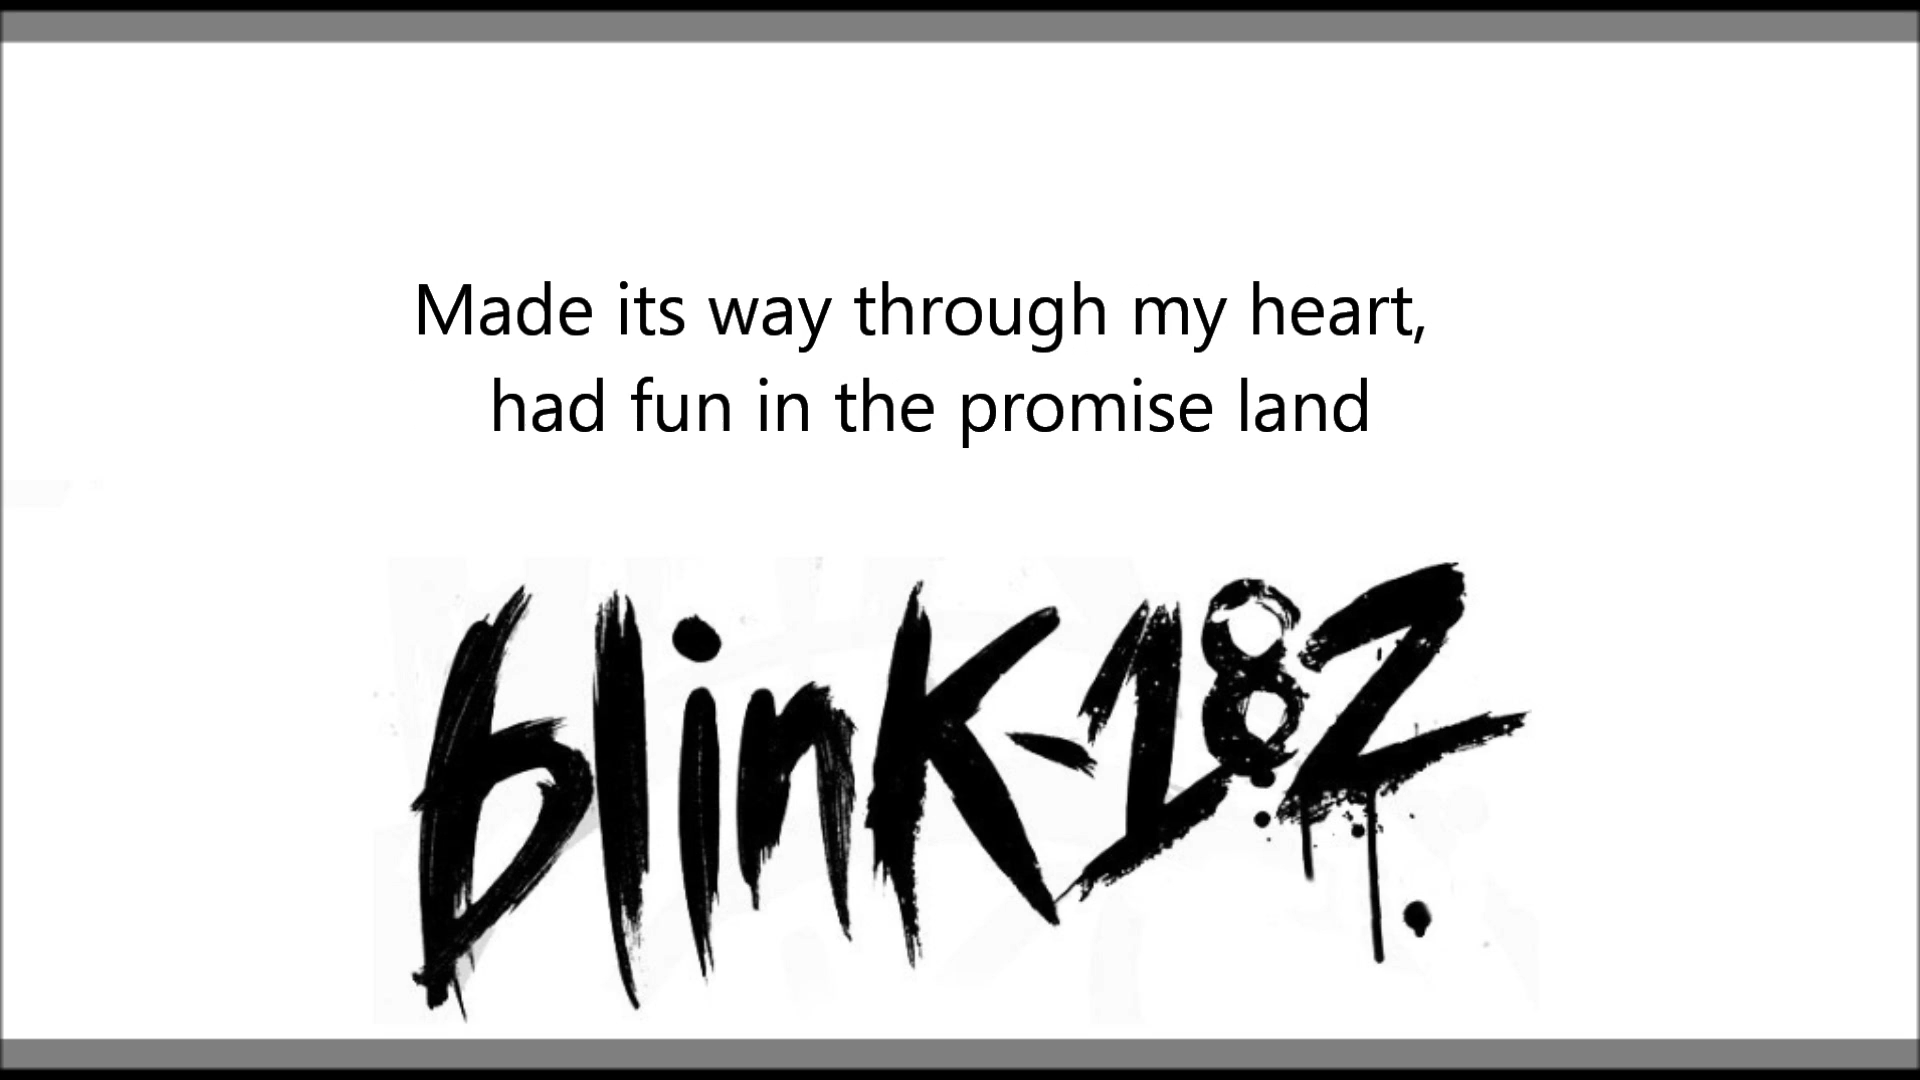 Made its way through my heart,
had fun in the promise land
blink-182